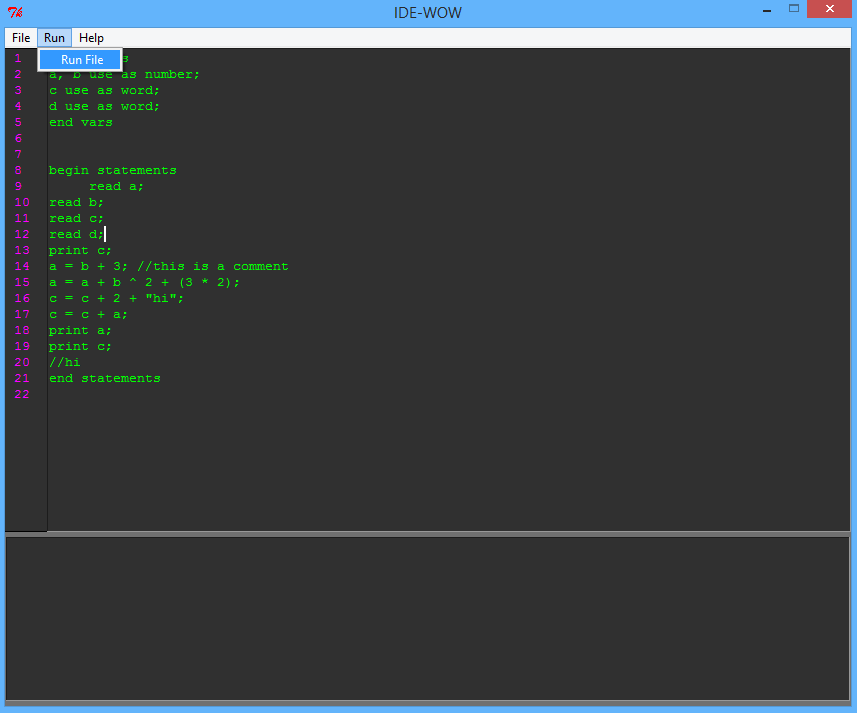 IDE-WOW
File Run Help
Run File
1 s
2 a, b use as number;
3 c use as word;
4 d use as word;
5 end vars
6
7
8 begin statements
9 read a;
10 read b;
11 read c;
12 read d;
13 print c;
14 a = b + 3; //this is a comment
15 a = a + b ^ 2 + (3 * 2);
16 c = c + 2 + "hi";
17 c = c + a;
18 print a;
19 print c;
20 //hi
21 end statements
22